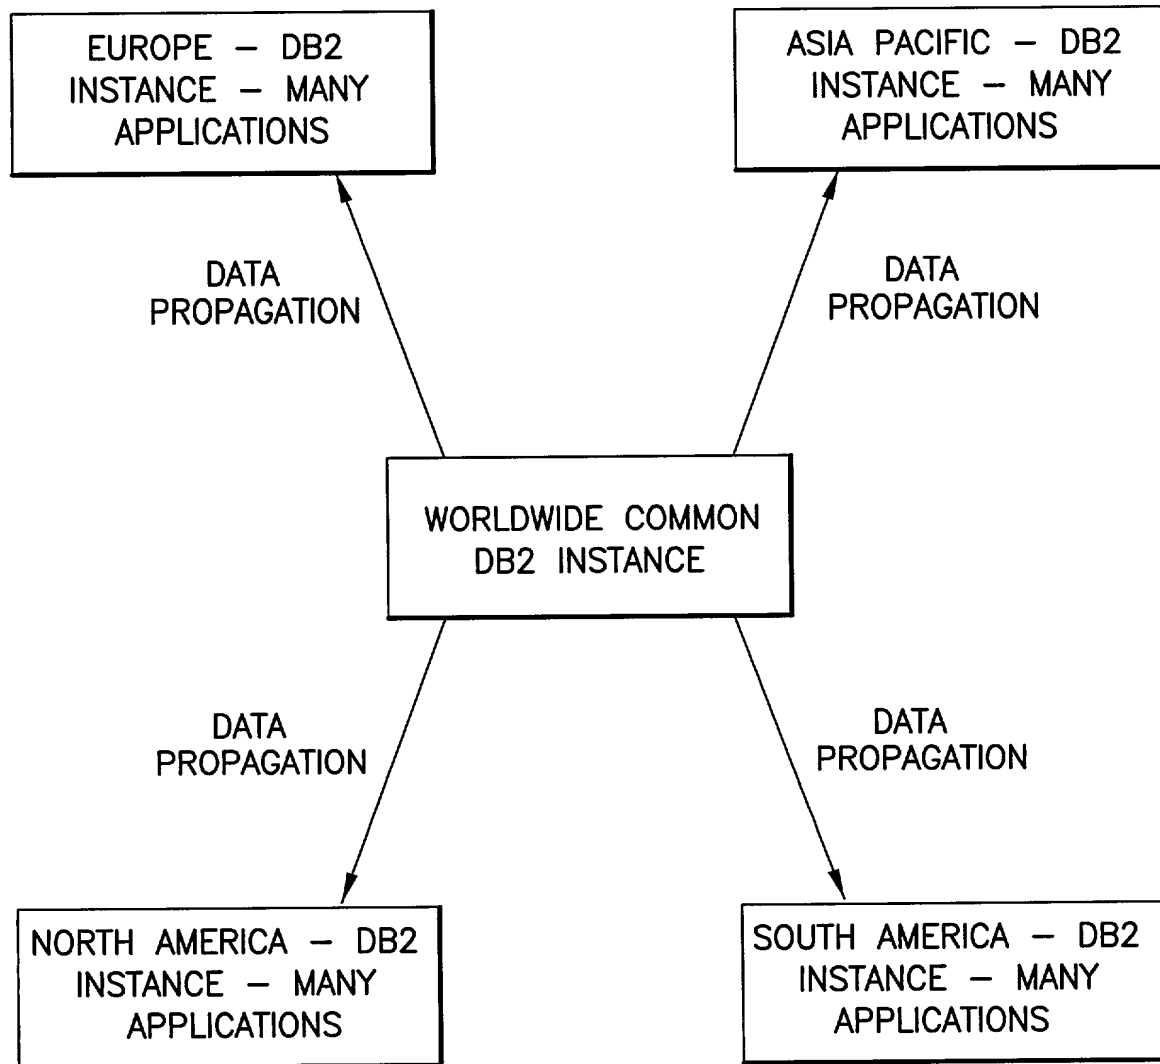 EUROPE – DB2
INSTANCE – MANY
APPLICATIONS
ASIA PACIFIC – DB2
INSTANCE – MANY
APPLICATIONS
DATA
PROPAGATION
DATA
PROPAGATION
WORLDWIDE COMMON
DB2 INSTANCE
DATA
PROPAGATION
DATA
PROPAGATION
NORTH AMERICA – DB2
INSTANCE – MANY
APPLICATIONS
SOUTH AMERICA – DB2
INSTANCE – MANY
APPLICATIONS